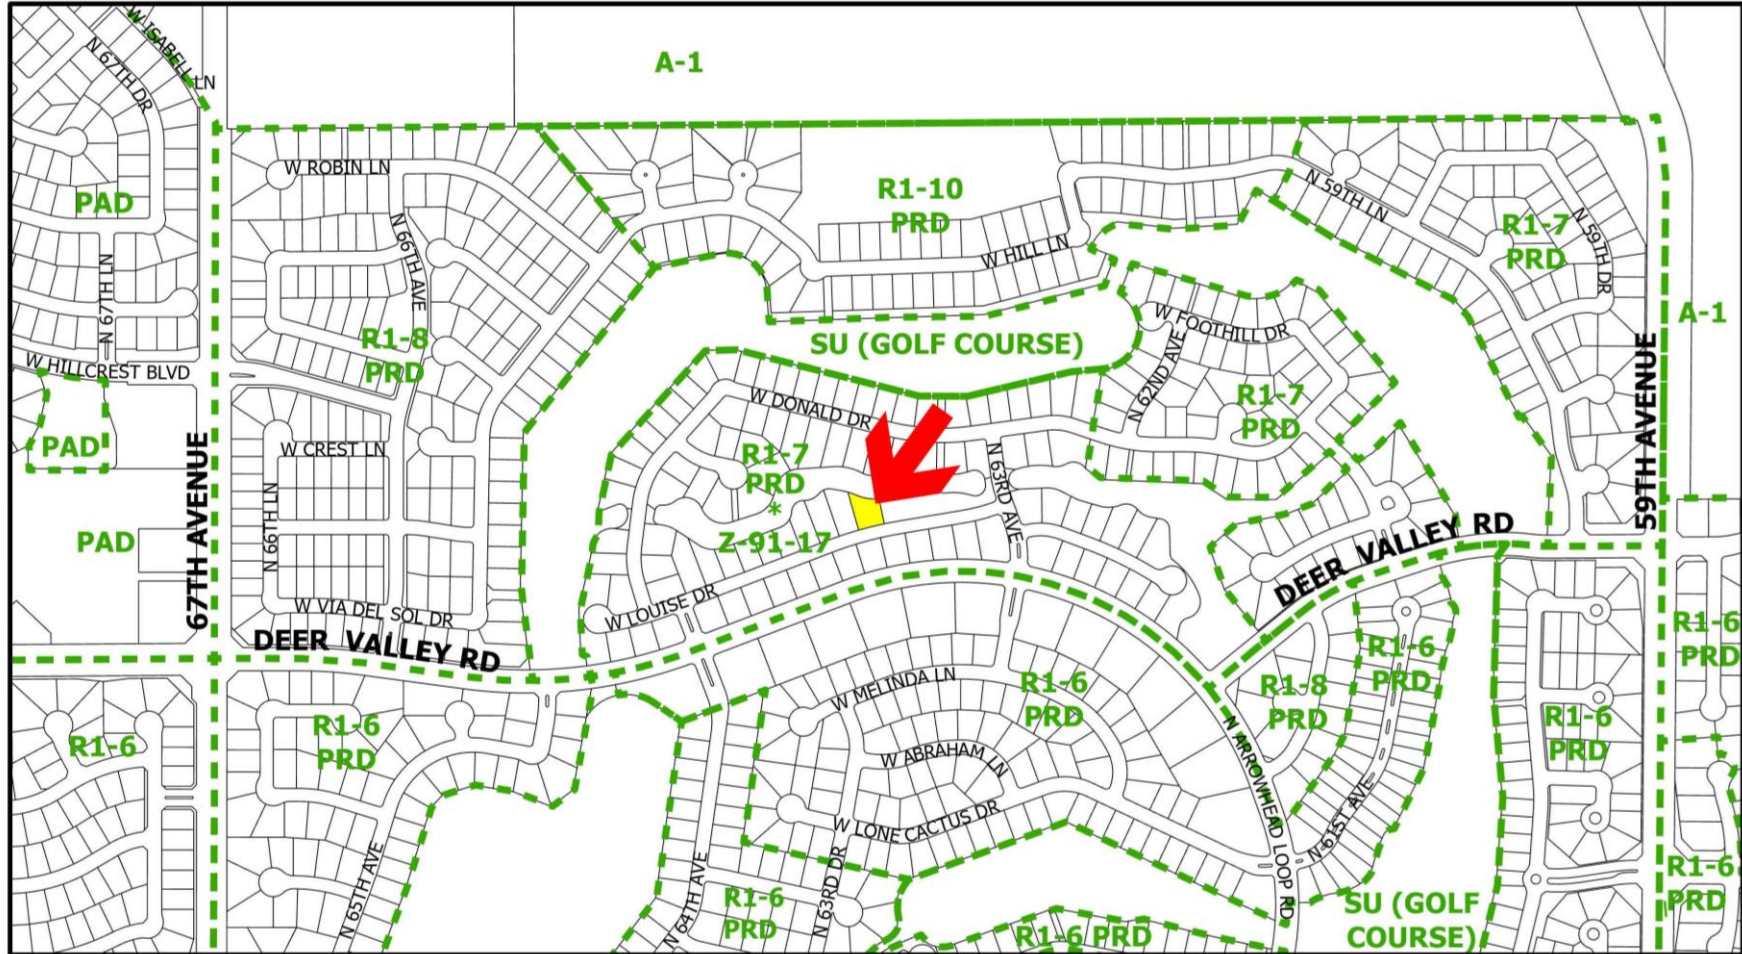 W ISABELL LN
N 67TH DR
A-1
W ROBIN LN
PAD
N 66TH AVE
R1-10
PRD
N 59TH LN
R1-7
PRD
N 59TH DR
W HILL LN
N 67TH LN
R1-8
PRD
SU (GOLF COURSE)
W FOOTHILL DR
A-1
W HILLCREST BLVD
N 62ND AVE
W DONALD DR
R1-7
PRD
59TH AVENUE
PAD
67TH AVENUE
W CREST LN
R1-7
PRD
*
Z-91-17
N 63RD AVE
N 66TH LN
PAD
DEER VALLEY RD
W VIA DEL SOL DR
W LOUISE DR
DEER VALLEY RD
R1-6
PRD
R1-6
PRD
R1-6
R1-6
PRD
W MELINDA LN
R1-6
PRD
R1-8
PRD
R1-6
PRD
W ABRAHAM LN
N ARROWHEAD LOOP RD
N 61ST AVE
W LONE CACTUS DR
N 65TH AVE
N 64TH AVE
R1-6
PRD
N 63RD DR
R1-6 PRD
SU (GOLF
COURSE)
R1-6
PRD